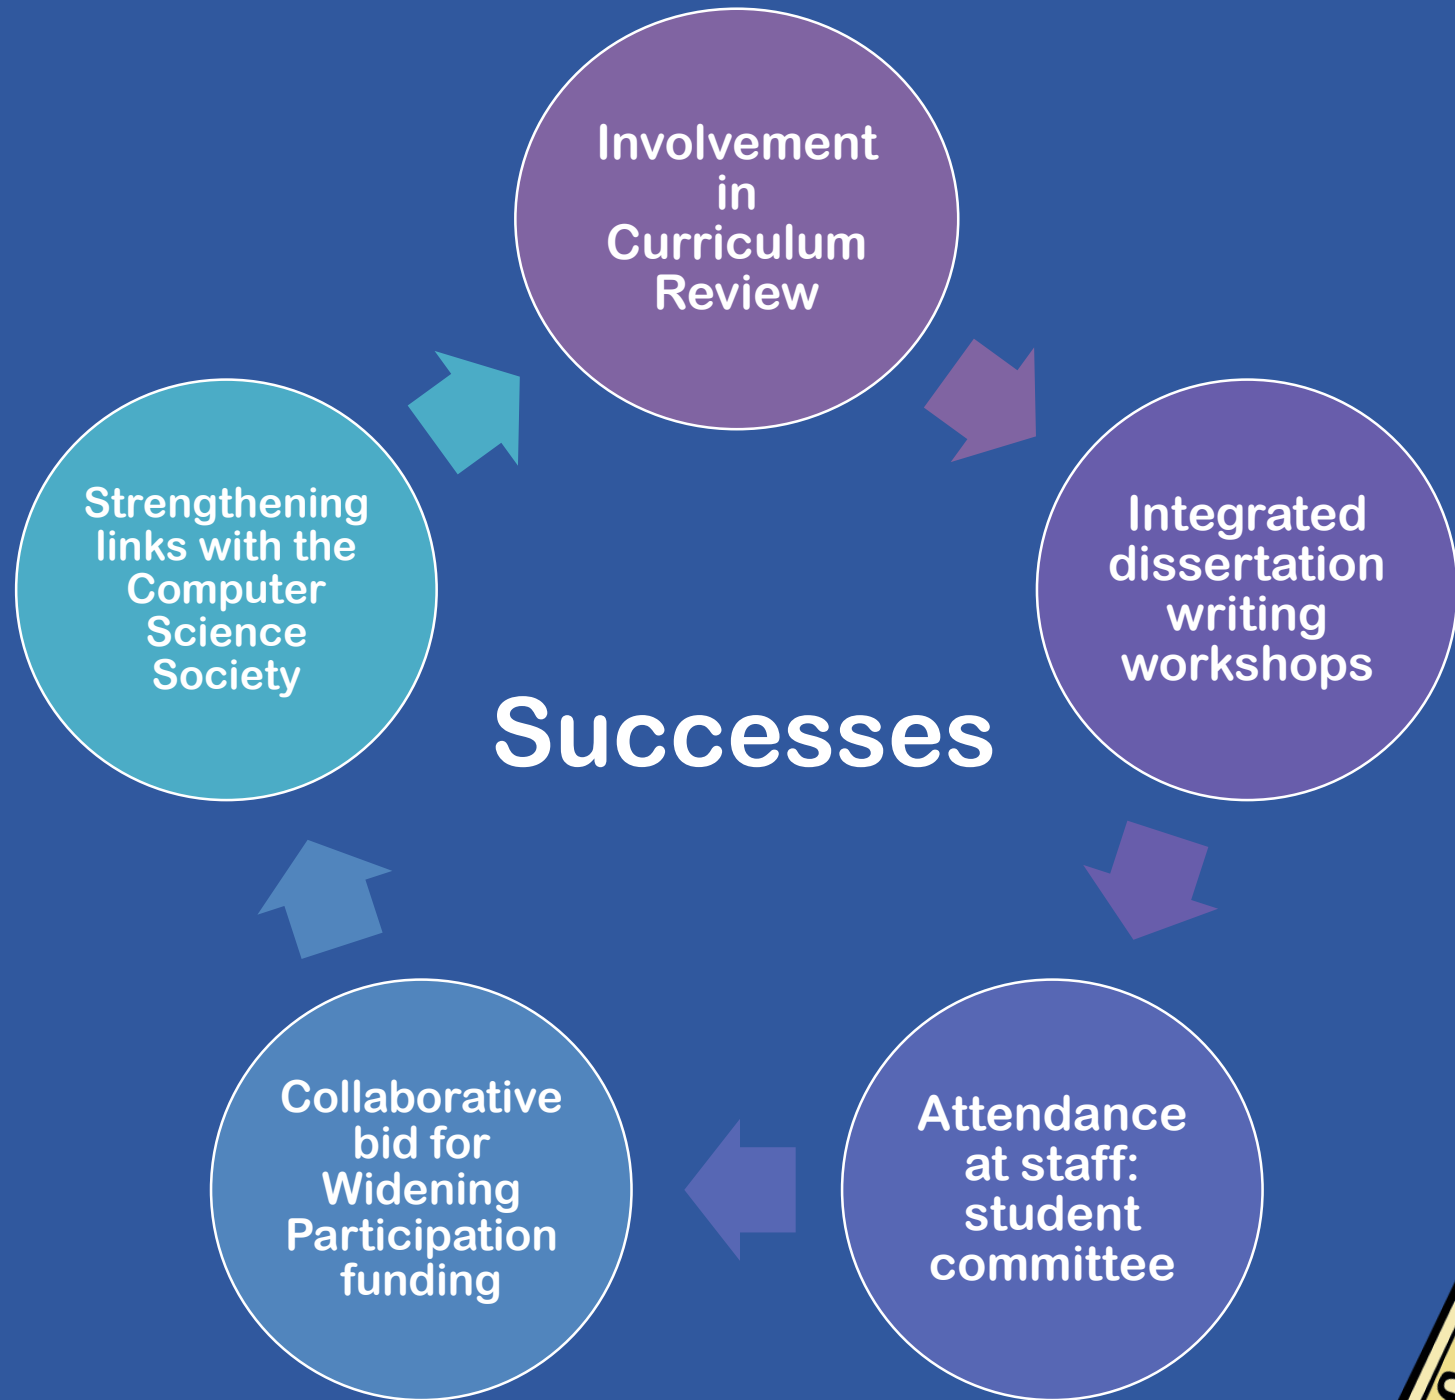 Involvement
in
Curriculum
Review
Integrated
dissertation
writing
workshops
Attendance
at staff:
student
committee
Collaborative
bid for
Widening
Participation
funding
Strengthening
links with the
Computer
Science
Society
Successes